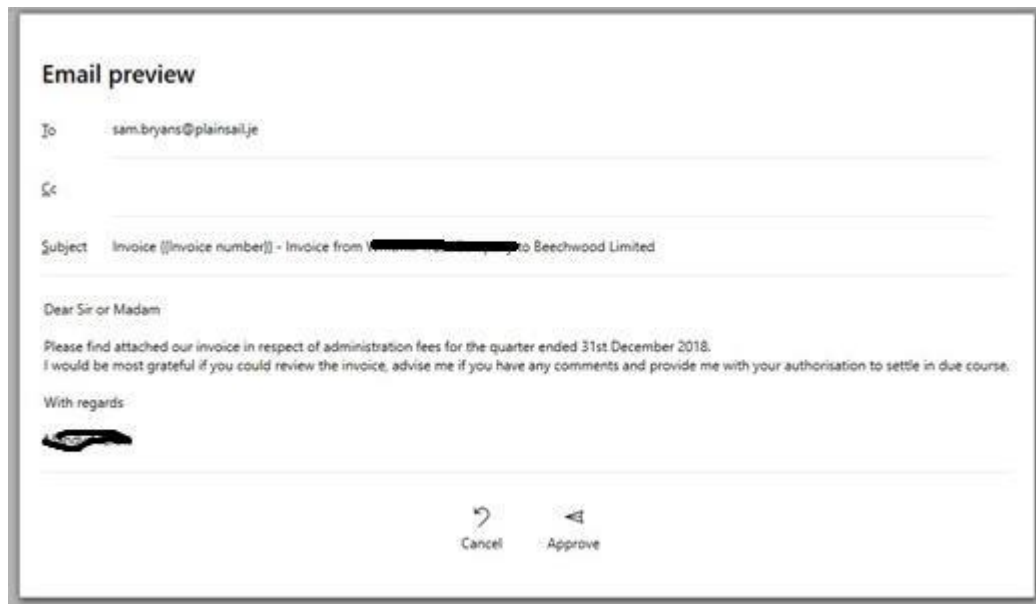 Email preview
To sam.bryans@plainsail.je
Cc
Subject Invoice ((Invoice number)) - Invoice from to Beechwood Limited
Dear Sir or Madam
Please find attached our invoice in respect of administration fees for the quarter ended 31st December 2018.
I would be most grateful if you could review the invoice, advise me if you have any comments and provide me with your authorisation to settle in due course.
With regards
Cancel Approve